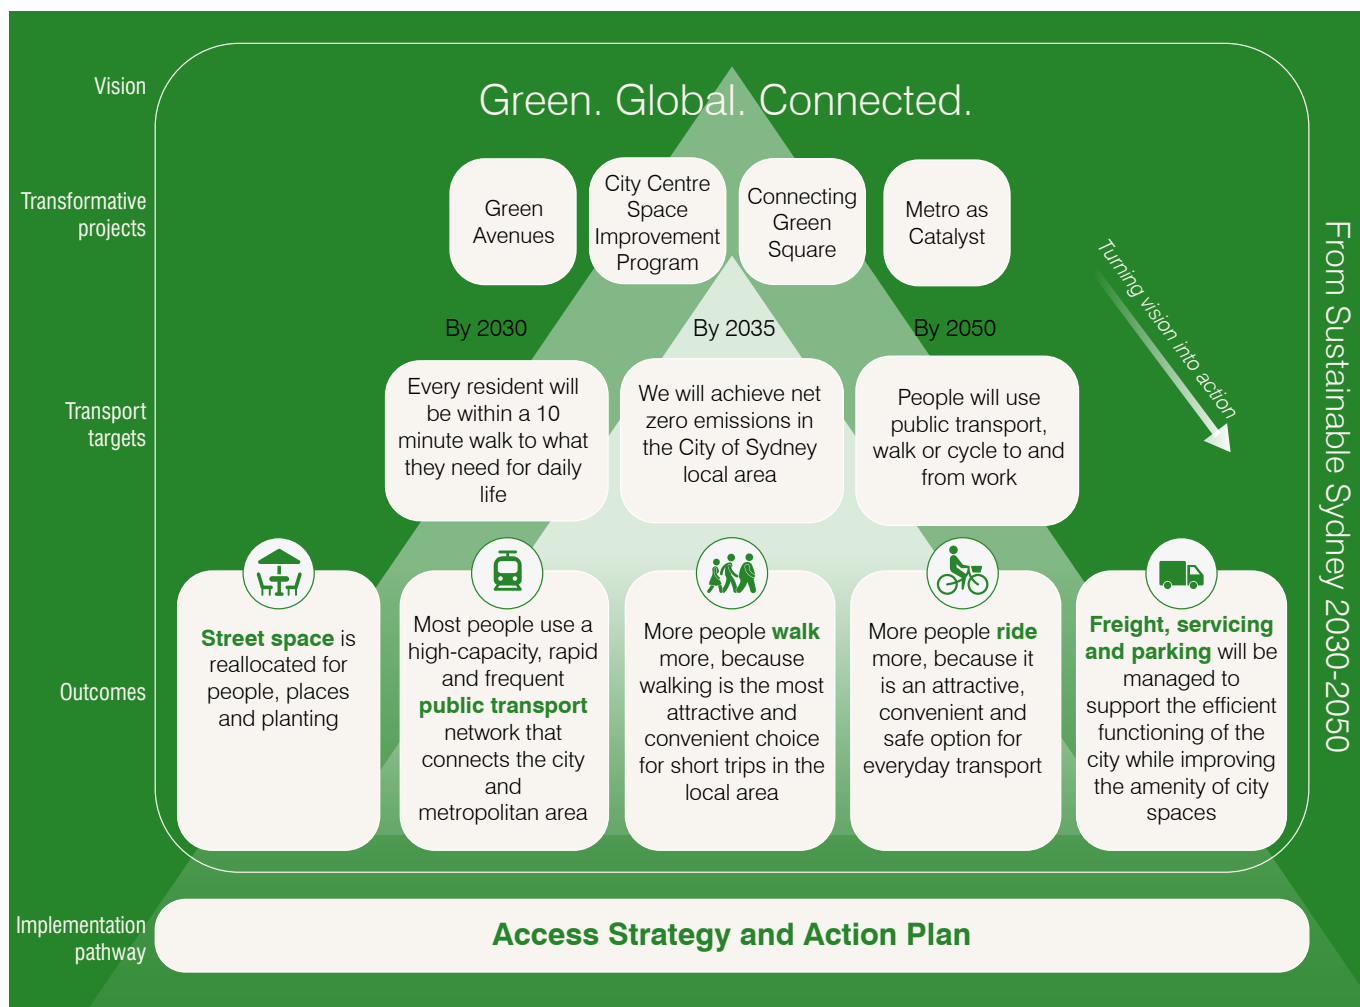 Vision
Green. Global. Connected.
Transformative
projects
Green
Avenues
City Centre
Space
Improvement
Program
Connecting
Green
Square
Metro as
Catalyst
Turning vision into action
From Sustainable Sydney 2030-2050
Transport
targets
By 2030
Every resident will
be within a 10
minute walk to what
they need for daily
life
By 2035
We will achieve net
zero emissions in
the City of Sydney
local area
By 2050
People will use
public transport,
walk or cycle to and
from work
Outcomes
Street space is
reallocated for
people, places
and planting
Most people use a
high-capacity, rapid
and frequent
public transport
network that
connects the city
and
metropolitan area
More people walk
more, because
walking is the most
attractive and
convenient choice
for short trips in the
local area
More people ride
more, because it
is an attractive,
convenient and
safe option for
everyday transport
Freight, servicing
and parking will be
managed to
support the efficient
functioning of the
city while improving
the amenity of city
spaces
Implementation
pathway
Access Strategy and Action Plan